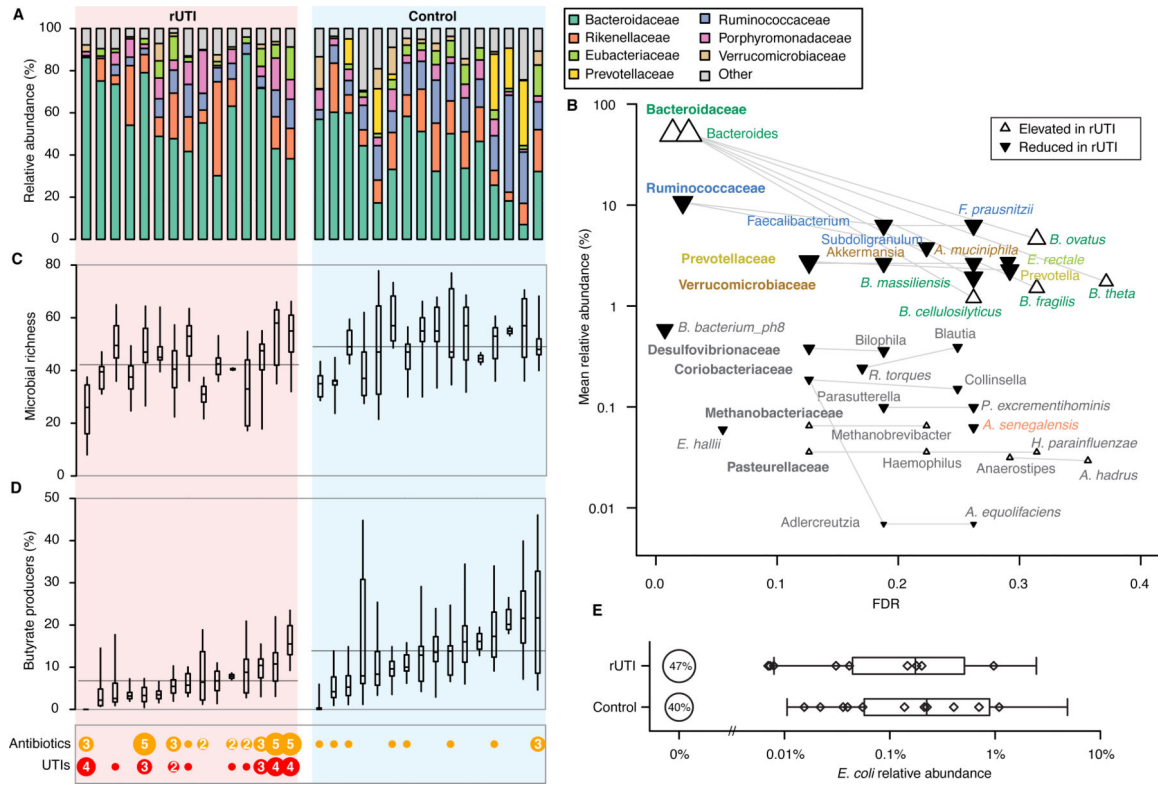 A
rUTI
Control
Relative abundance (%)
100
80
60
40
20
0
Bacteroidaceae
Rikenellaceae
Eubacteriaceae
Prevotellaceae
Ruminococcaceae
Porphyromonadaceae
Verrucomicrobiaceae
Other
B
Mean relative abundance (%)
100
10
1
0.1
0.01
Elevated in rUTI
Reduced in rUTI
Bacteroidaceae
Bacteroides
Ruminococcaceae
Faecalibacterium
F. prausnitzii
B. ovatus
Subdoligranulum
A. muciniphila
Akkermansia
E. rectale
Prevotellaceae
Prevotella
Verrucomicrobiaceae
B. massiliensis
B. fragilis
B. theta
B. cellulosilyticus
B. bacterium_ph8
Blautia
Desulfovibrionaceae
Bilophila
Coriobacteriaceae
R. torques
Collinsella
Parasutterella
P. excrementihominis
Methanobacteriaceae
Methanobrevibacter
A. senegalensis
E. hallii
H. parainfluenzae
Pasteurellaceae
Haemophilus
Anaerostipes
A. hadrus
Adlercreutzia
A. equolifaciens
0.0
0.1
0.2
0.3
0.4
FDR
C
Microbial richness
80
60
40
20
0
D
Butyrate producers (%)
50
40
30
20
10
0
Antibiotics
3 5 3 2 2 2 3 5 5 3
UTIs
4 3 2 3 4 4
E
rUTI
47%
Control
40%
0%
0.01%
0.1%
1%
10%
E. coli relative abundance